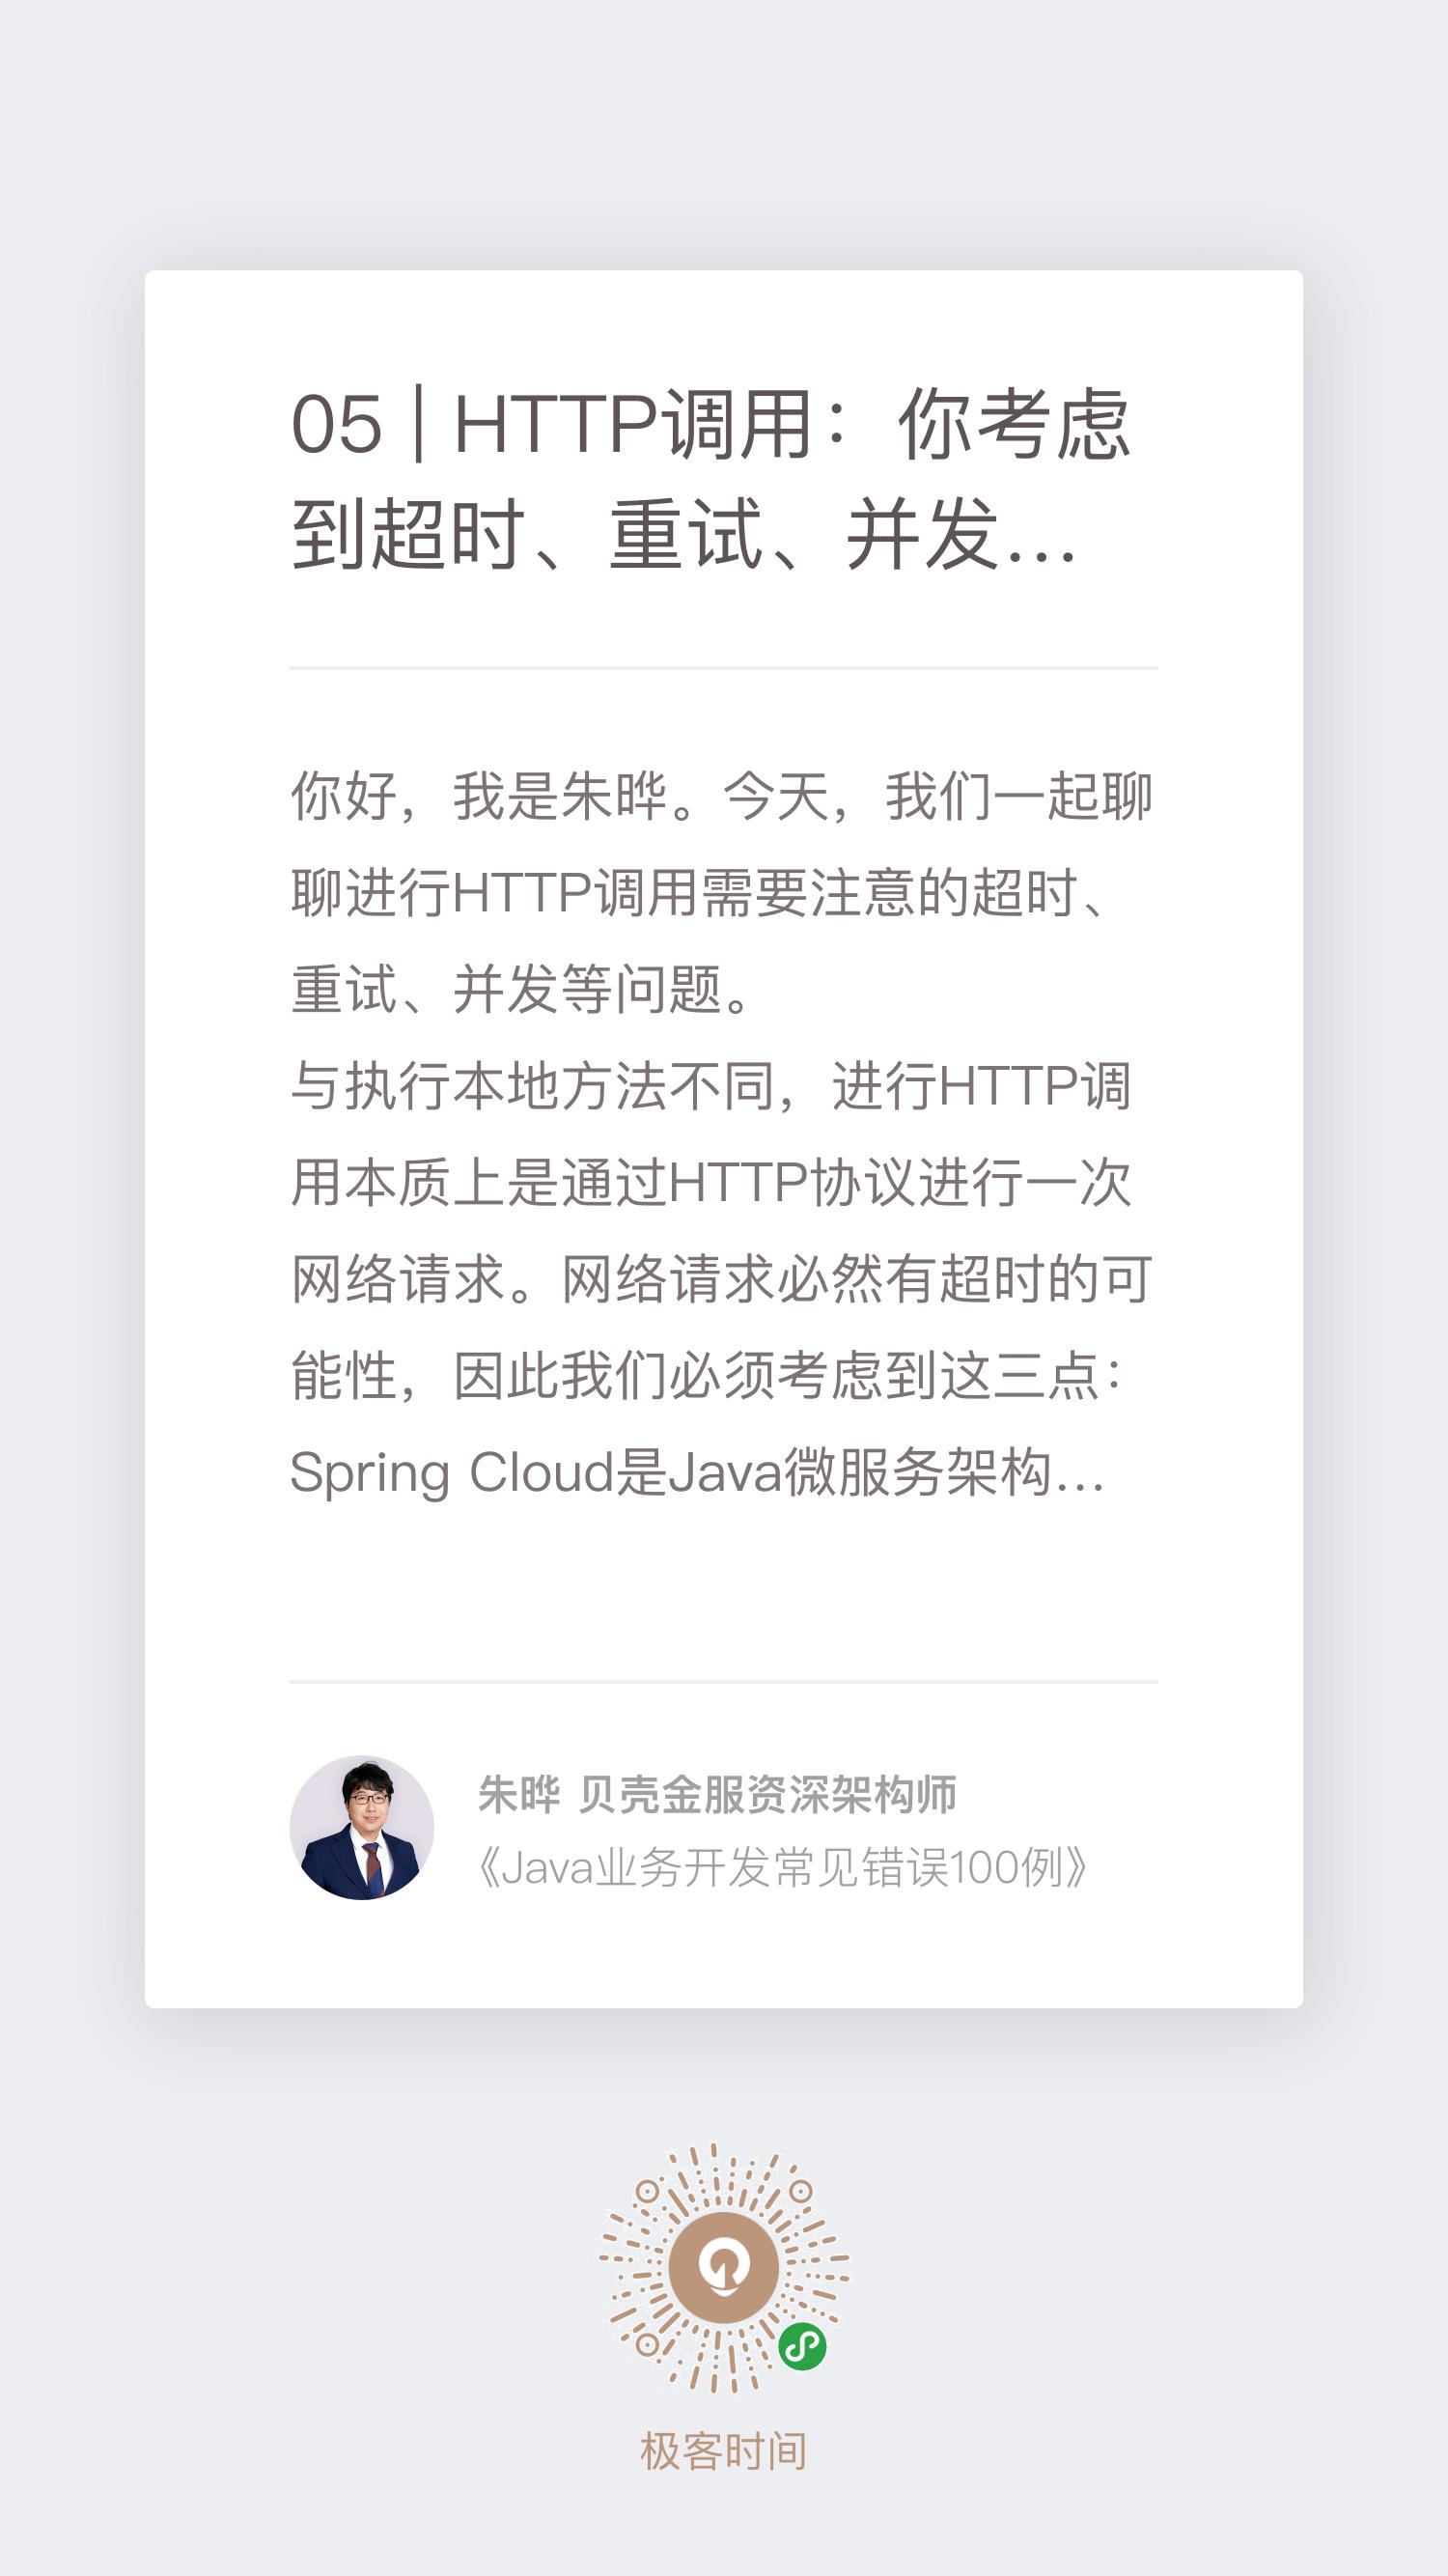 05 | HTTP调用：你考虑
到超时、重试、并发...
你好，我是朱晔。今天，我们一起聊
聊进行HTTP调用需要注意的超时、
重试、并发等问题。
与执行本地方法不同，进行HTTP调
用本质上是通过HTTP协议进行一次
网络请求。网络请求必然有超时的可
能性，因此我们必须考虑到这三点：
Spring Cloud是Java微服务架构...
朱晔 贝壳金服资深架构师
《Java业务开发常见错误100例》
极客时间